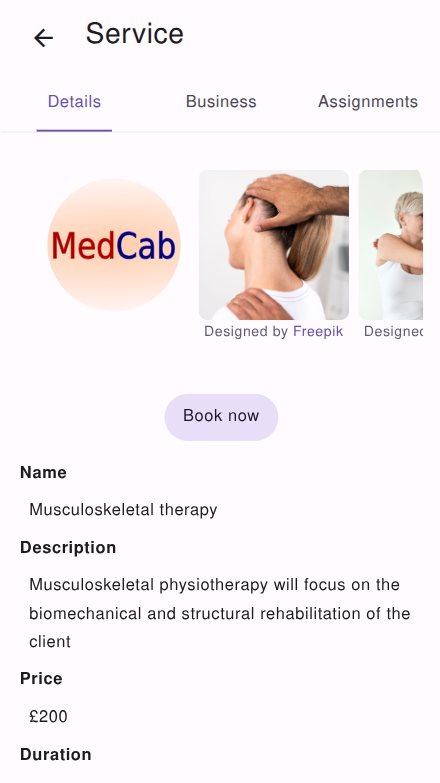 Service
Details Business Assignments
MedCab
Designed by Freepik Designed
Book now
Name
Musculoskeletal therapy
Description
Musculoskeletal physiotherapy will focus on the
biomechanical and structural rehabilitation of the
client
Price
£200
Duration